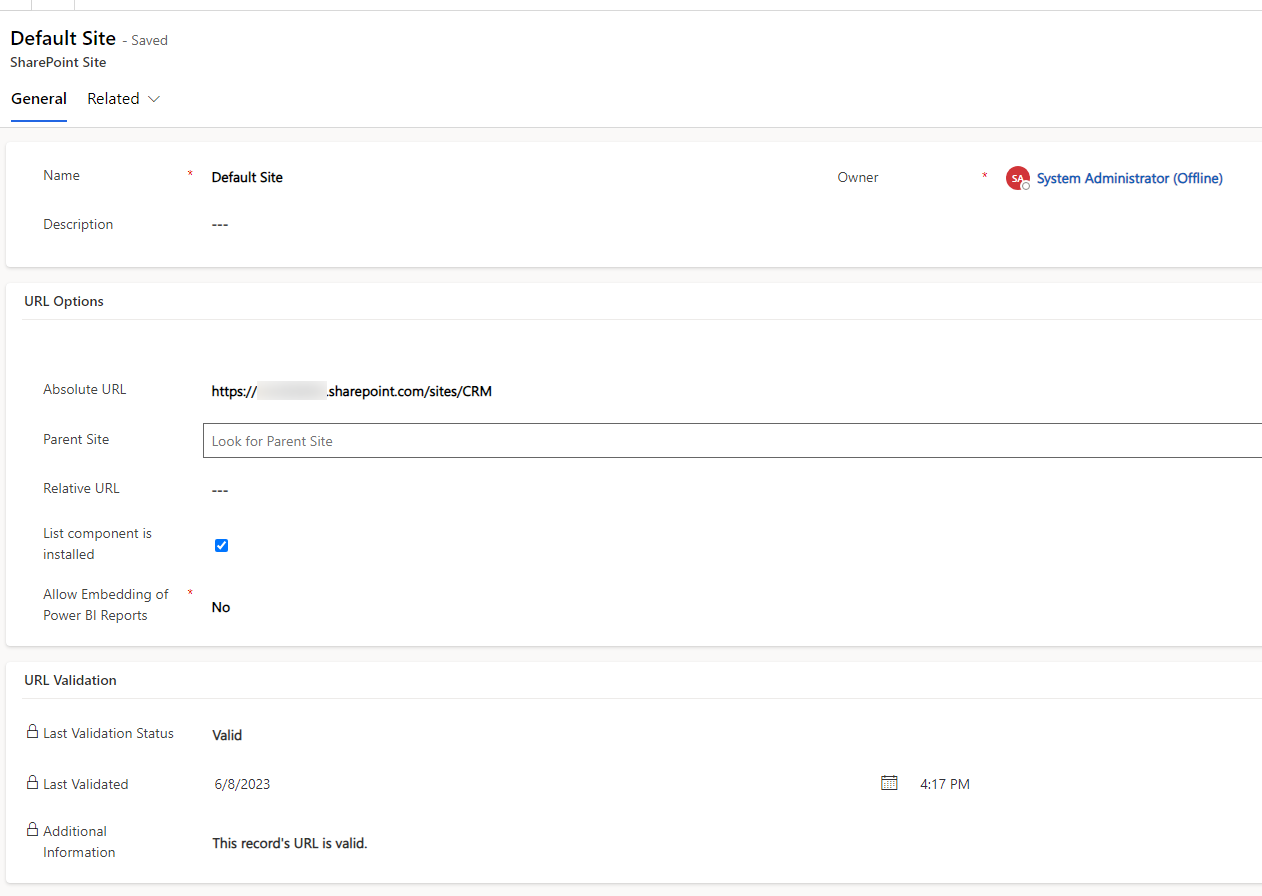 Default Site - Saved
SharePoint Site
General Related
Name * Default Site Owner * SA System Administrator (Offline)
Description ---
URL Options
Absolute URL https:// .sharepoint.com/sites/CRM
Parent Site Look for Parent Site
Relative URL ---
List component is
installed
Allow Embedding of *
Power BI Reports No
URL Validation
Last Validation Status Valid
Last Validated 6/8/2023 4:17 PM
Additional
Information This record's URL is valid.